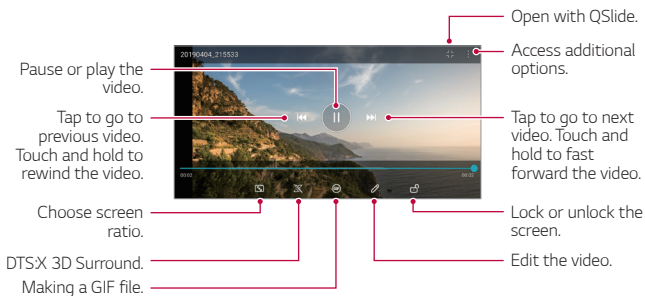 Open with QSlide.
20190404_215533
Access additional
options.
Pause or play the
video.
Tap to go to
previous video.
Touch and hold to
rewind the video.
Tap to go to next
video. Touch and
hold to fast
forward the video.
00:02
00:02
Choose screen
ratio.
Lock or unlock the
screen.
DTS:X 3D Surround.
Edit the video.
Making a GIF file.